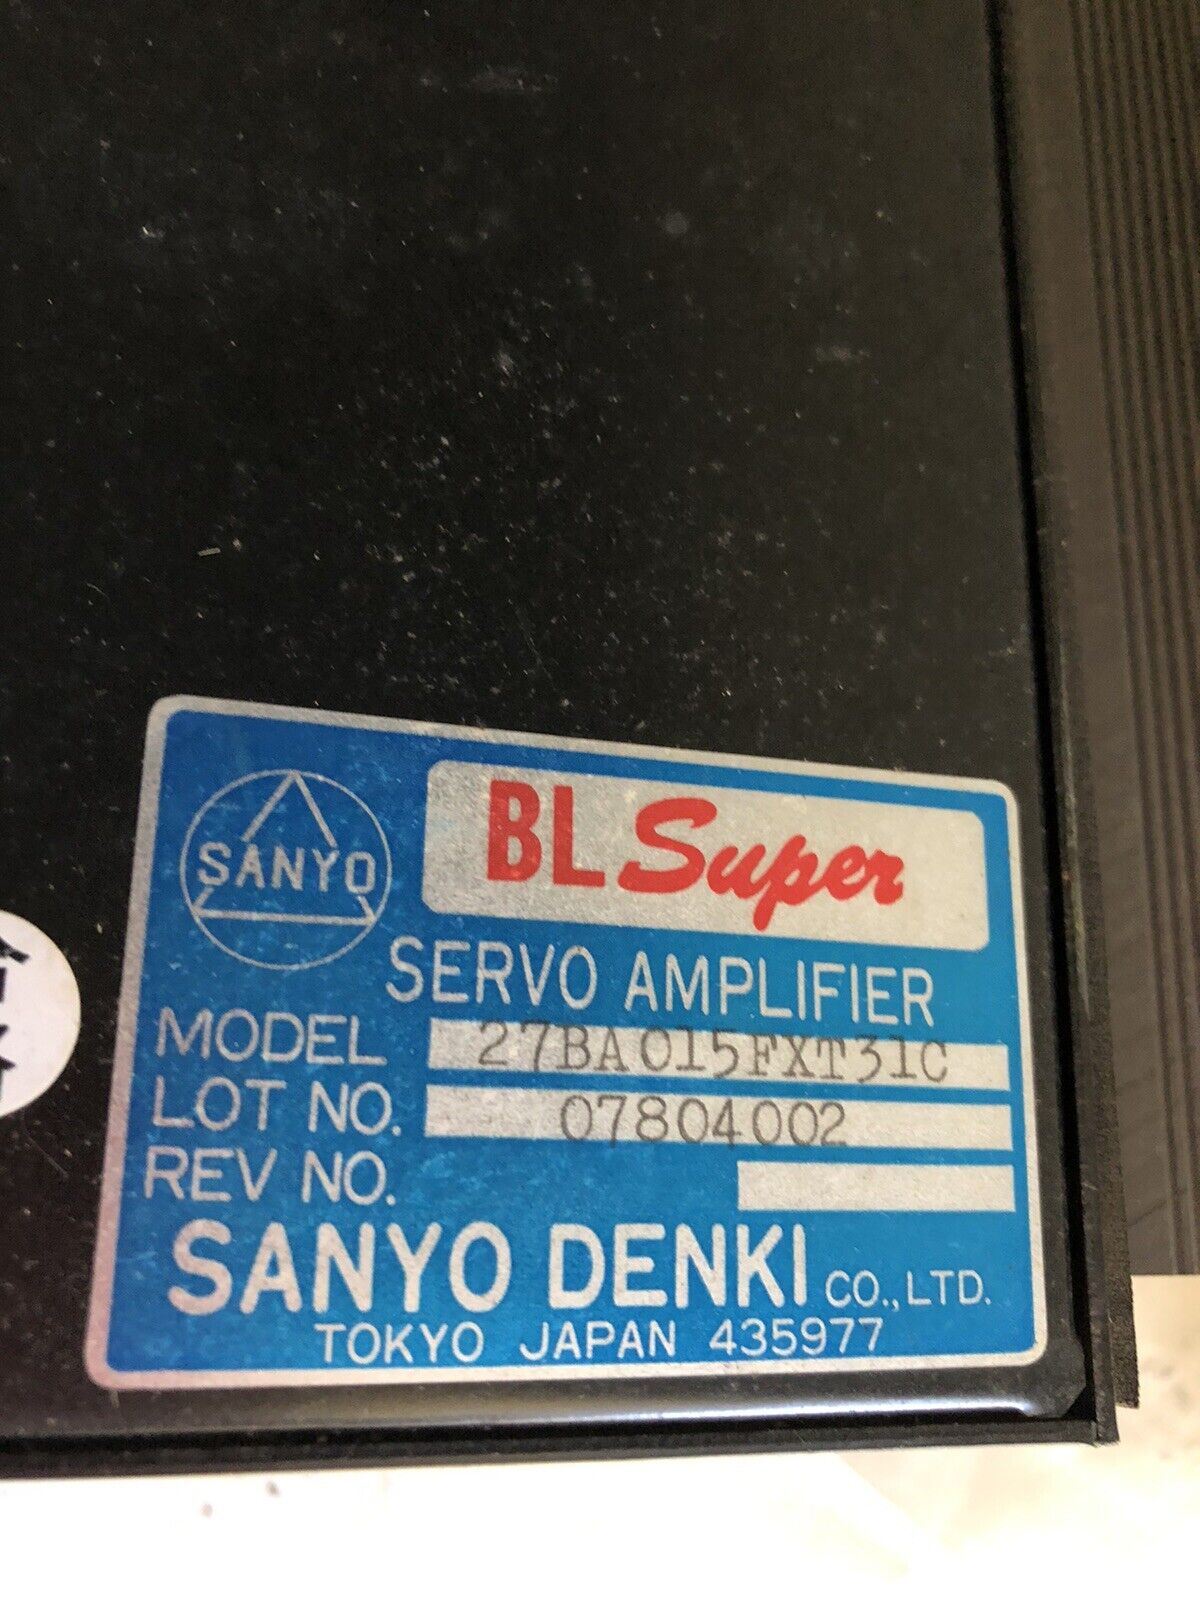 SANYO
BL Super
SERVO AMPLIFIER
MODEL 27BA015FXT31C
LOT NO. 07804002
REV NO.
SANYO DENKI CO., LTD.
TOKYO JAPAN 435977